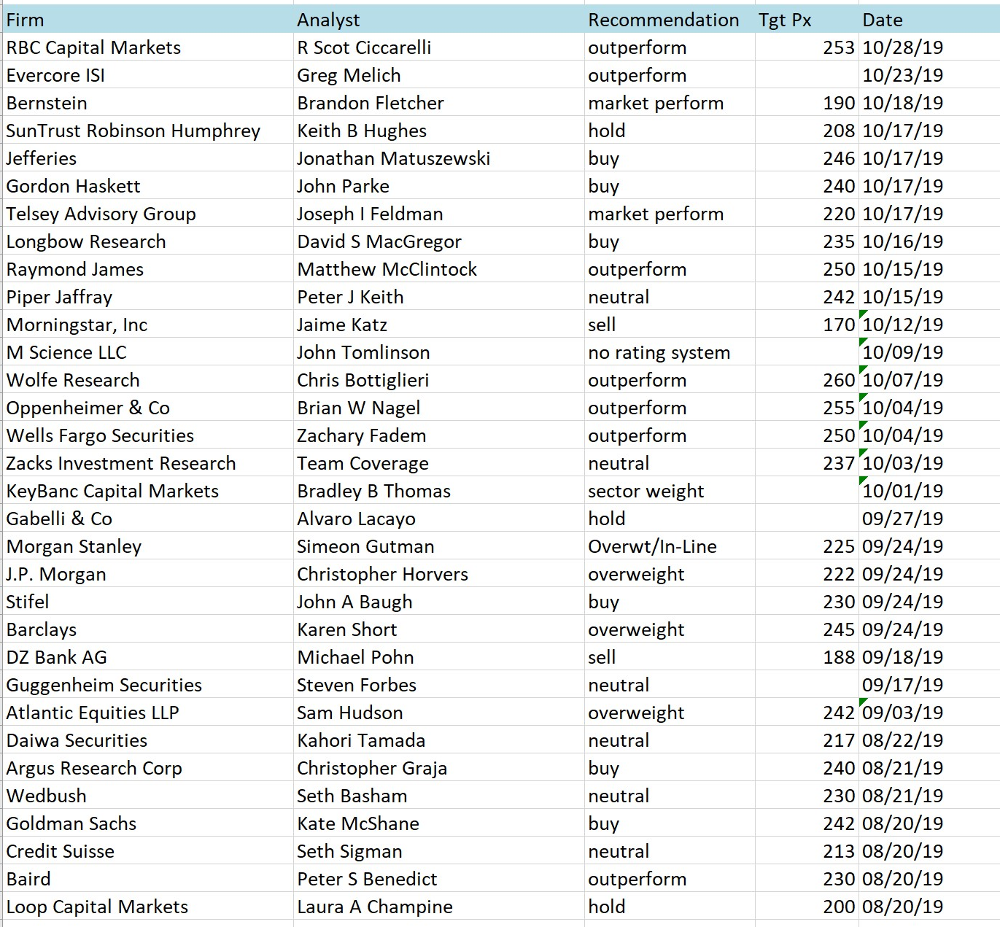 Firm Analyst Recommendation Tgt Px Date
RBC Capital Markets R Scot Ciccarelli outperform 253 10/28/19
Evercore ISI Greg Melich outperform 10/23/19
Bernstein Brandon Fletcher market perform 190 10/18/19
SunTrust Robinson Humphrey Keith B Hughes hold 208 10/17/19
Jefferies Jonathan Matuszewski buy 246 10/17/19
Gordon Haskett John Parke buy 240 10/17/19
Telsey Advisory Group Joseph I Feldman market perform 220 10/17/19
Longbow Research David S MacGregor buy 235 10/16/19
Raymond James Matthew McClintock outperform 250 10/15/19
Piper Jaffray Peter J Keith neutral 242 10/15/19
Morningstar, Inc Jaime Katz sell 170 10/12/19
M Science LLC John Tomlinson no rating system 10/09/19
Wolfe Research Chris Bottiglieri outperform 260 10/07/19
Oppenheimer & Co Brian W Nagel outperform 255 10/04/19
Wells Fargo Securities Zachary Fadem outperform 250 10/04/19
Zacks Investment Research Team Coverage neutral 237 10/03/19
KeyBanc Capital Markets Bradley B Thomas sector weight 10/01/19
Gabelli & Co Alvaro Lacayo hold 09/27/19
Morgan Stanley Simeon Gutman Overwt/In-Line 225 09/24/19
J.P. Morgan Christopher Horvers overweight 222 09/24/19
Stifel John A Baugh buy 230 09/24/19
Barclays Karen Short overweight 245 09/24/19
DZ Bank AG Michael Pohn sell 188 09/18/19
Guggenheim Securities Steven Forbes neutral 09/17/19
Atlantic Equities LLP Sam Hudson overweight 242 09/03/19
Daiwa Securities Kahori Tamada neutral 217 08/22/19
Argus Research Corp Christopher Graja buy 240 08/21/19
Wedbush Seth Basham neutral 230 08/21/19
Goldman Sachs Kate McShane buy 242 08/20/19
Credit Suisse Seth Sigman neutral 213 08/20/19
Baird Peter S Benedict outperform 230 08/20/19
Loop Capital Markets Laura A Champine hold 200 08/20/19